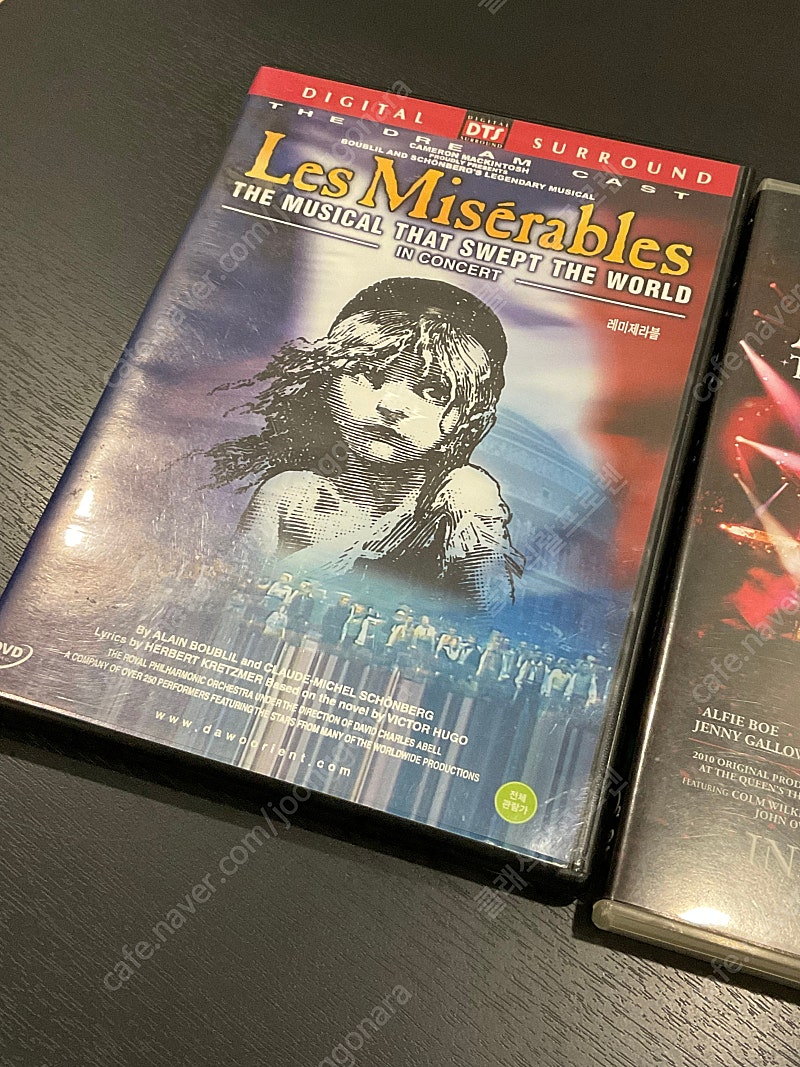 DIGITAL DIGITAL DTS SURROUND SURROUND
THE DREAM CAST
CAMERON MACKINTOSH
PROUDLY PRESENTS
BOUBLIL AND SCHÖNBERG'S LEGENDARY MUSICAL
Les Misérables
THE MUSICAL THAT SWEPT THE WORLD
IN CONCERT
레미제라블
By ALAIN BOUBLIL and CLAUDE-MICHEL SCHÖNBERG
Lyrics by HERBERT KRETZMER Based on the novel by VICTOR HUGO
THE ROYAL PHILHARMONIC ORCHESTRA UNDER THE DIRECTION OF DAVID CHARLES ABELL
A COMPANY OF OVER 250 PERFORMERS FEATURING THE STARS FROM MANY OF THE WORLDWIDE PRODUCTIONS
www.dawoorient.com
DVD
전체
관람가
ALFIE BOE
JENNY GALLOW
2010 ORIGINAL PROD
AT THE QUEEN'S THE
FEATURING COLM WILK
JOHN O
IN
cafe.naver.com/joonggonara